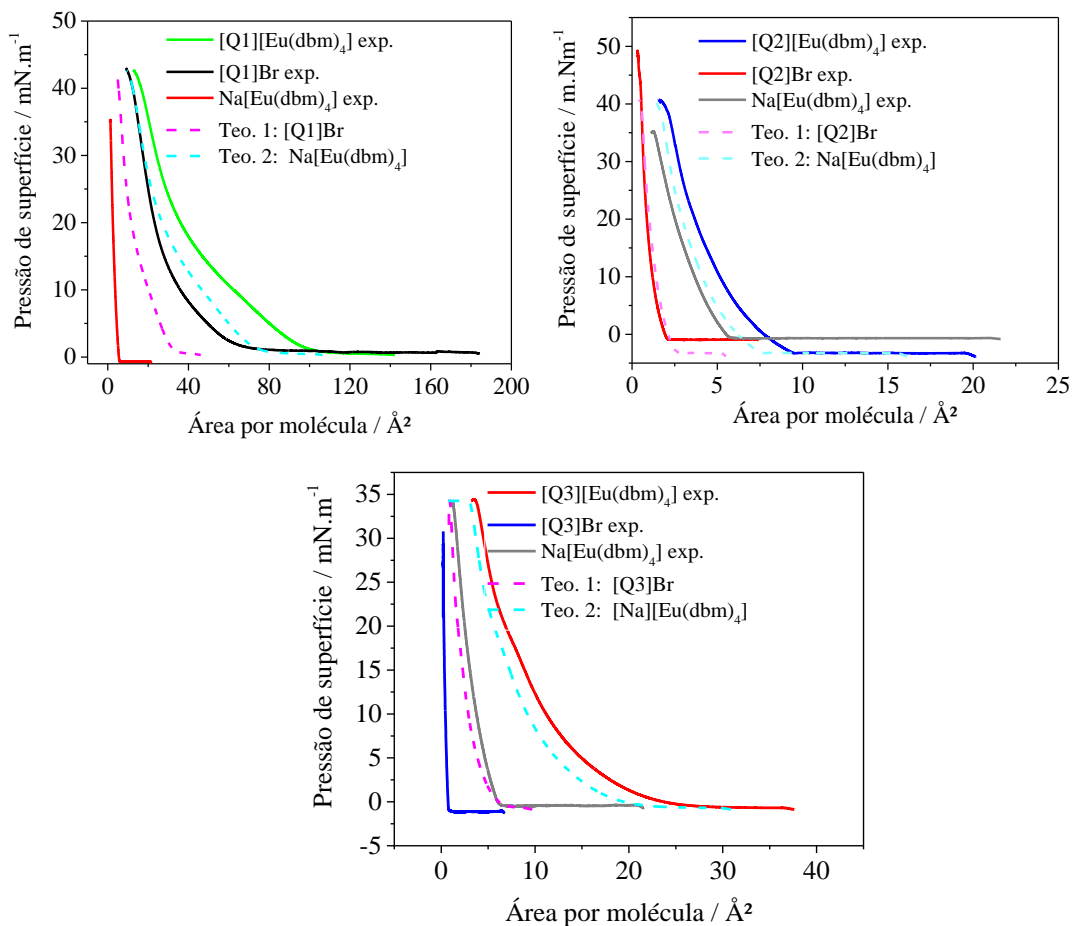 50
40
30
20
10
0
Pressão de superfície / mN.m⁻¹
[Q1][Eu(dbm)₄] exp.
[Q1]Br exp.
Na[Eu(dbm)₄] exp.
Teo. 1: [Q1]Br
Teo. 2: Na[Eu(dbm)₄]
0 40 80 120 160 200
Área por molécula / Å²
50
40
30
20
10
0
Pressão de superfície / m.Nm⁻¹
[Q2][Eu(dbm)₄] exp.
[Q2]Br exp.
Na[Eu(dbm)₄] exp.
Teo. 1: [Q2]Br
Teo. 2: Na[Eu(dbm)₄]
0 5 10 15 20 25
Área por molécula / Å²
35
30
25
20
15
10
5
0
-5
Pressão de superfície / mN.m⁻¹
[Q3][Eu(dbm)₄] exp.
[Q3]Br exp.
Na[Eu(dbm)₄] exp.
Teo. 1: [Q3]Br
Teo. 2: [Na][Eu(dbm)₄]
0 10 20 30 40
Área por molécula / Å²